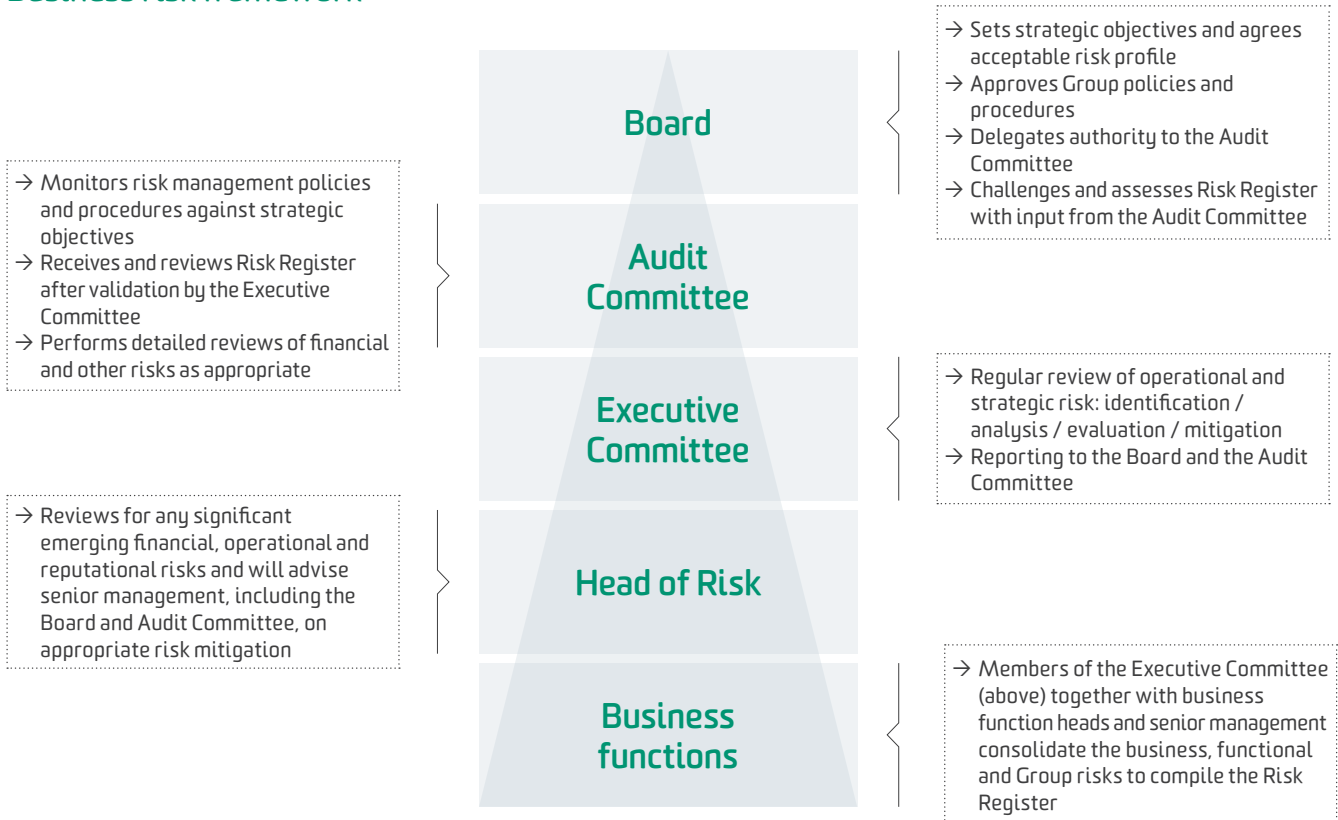 Board
→ Sets strategic objectives and agrees
acceptable risk profile
→ Approves Group policies and
procedures
→ Delegates authority to the Audit
Committee
→ Challenges and assesses Risk Register
with input from the Audit Committee
→ Monitors risk management policies
and procedures against strategic
objectives
→ Receives and reviews Risk Register
after validation by the Executive
Committee
→ Performs detailed reviews of financial
and other risks as appropriate
Audit
Committee
Executive
Committee
→ Regular review of operational and
strategic risk: identification /
analysis / evaluation / mitigation
→ Reporting to the Board and the Audit
Committee
→ Reviews for any significant
emerging financial, operational and
reputational risks and will advise
senior management, including the
Board and Audit Committee, on
appropriate risk mitigation
Head of Risk
Business
functions
→ Members of the Executive Committee
(above) together with business
function heads and senior management
consolidate the business, functional
and Group risks to compile the Risk
Register